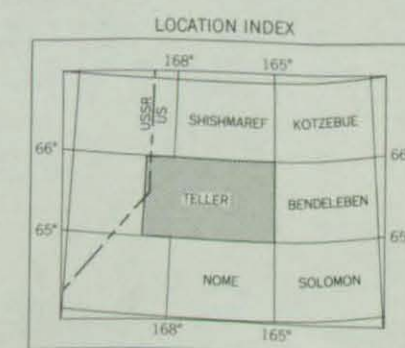 LOCATION INDEX
168° 165°
USSR
US
SHISHMAREF KOTZEBUE
66° 66
TELLER BENDELEBEN
65° 65
NOME SOLOMON
168° 165°